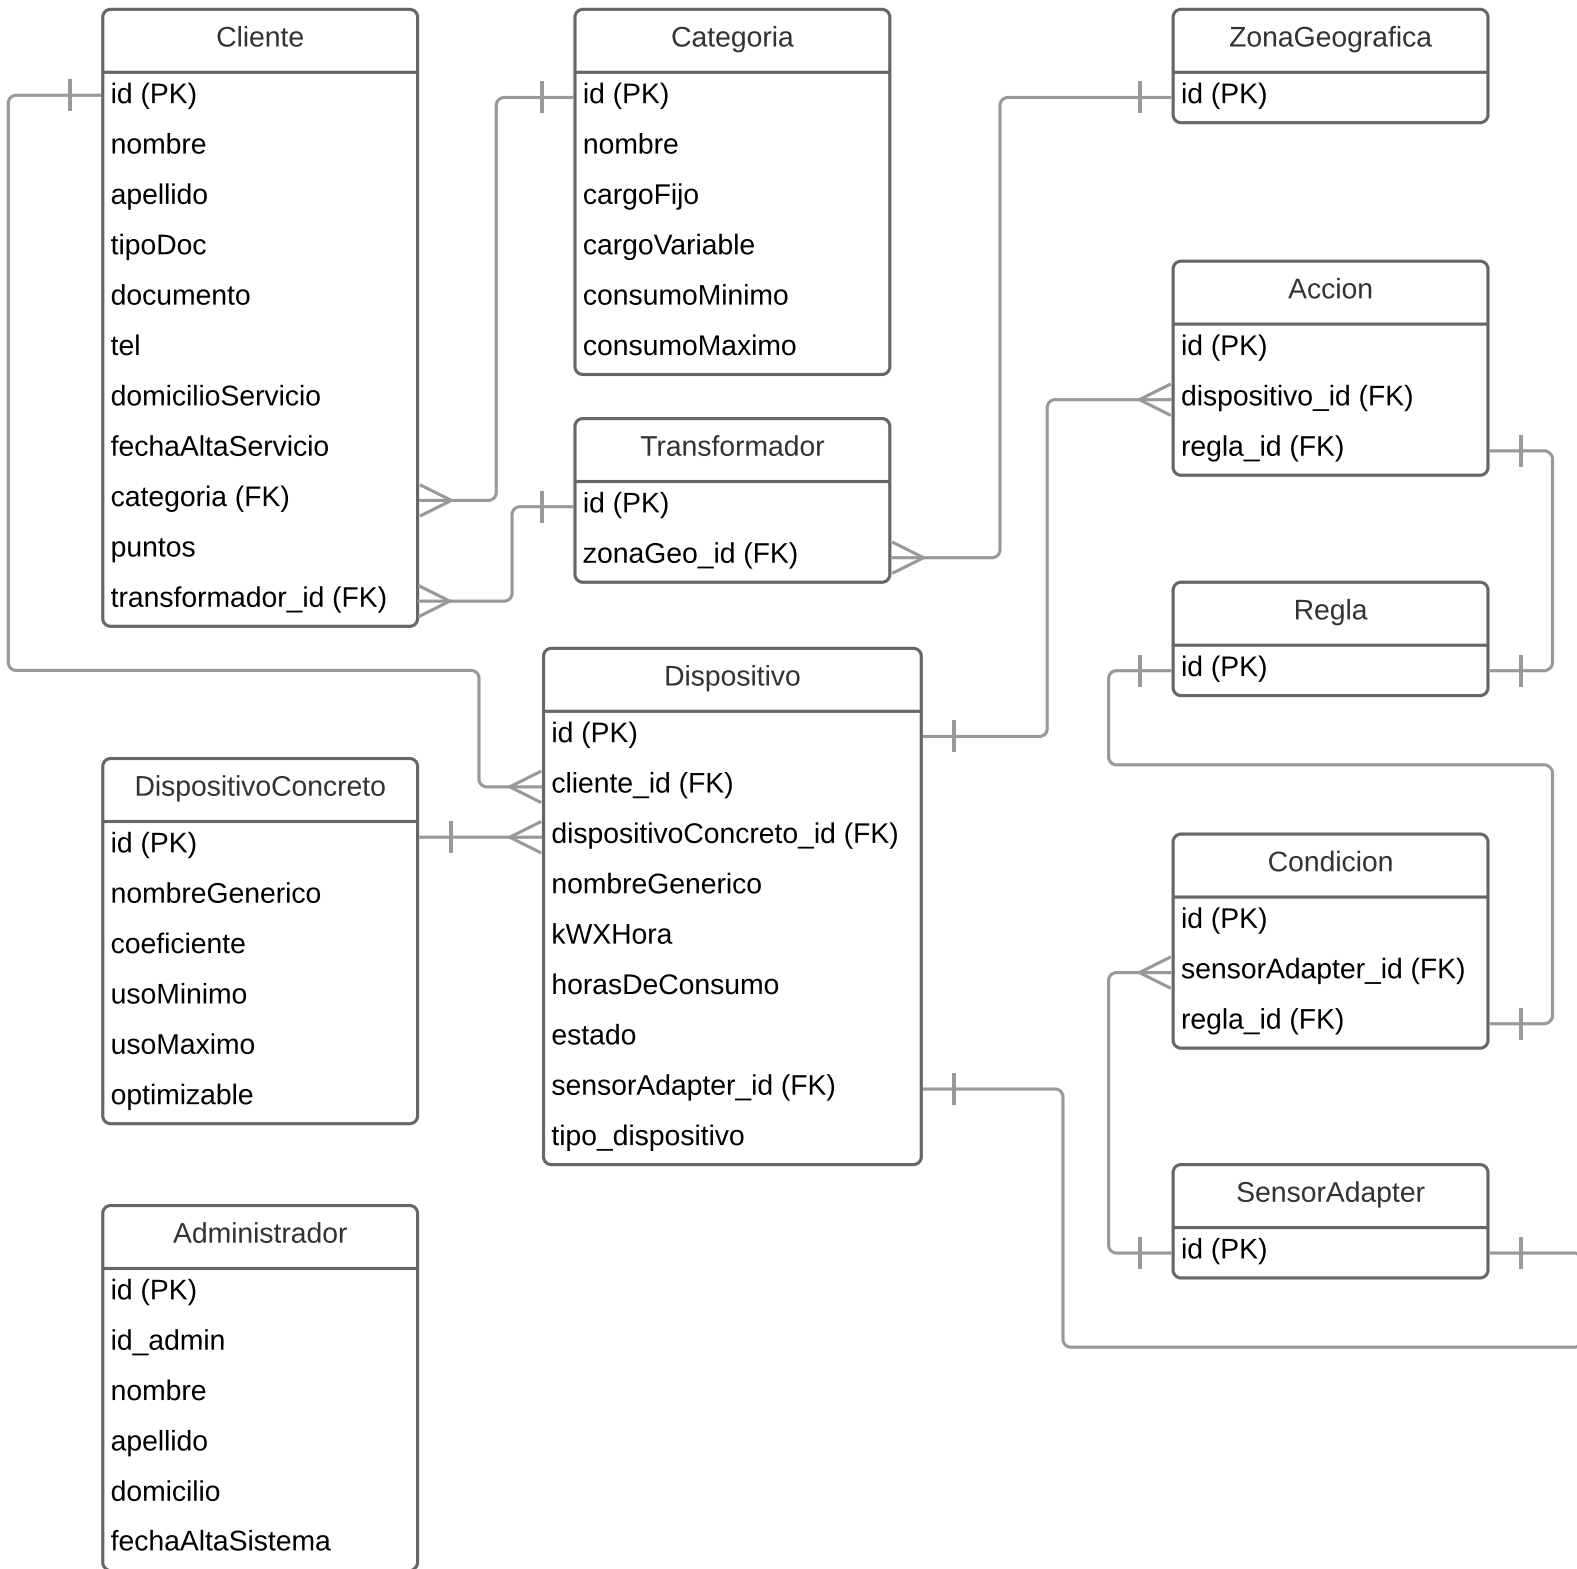 Cliente
id (PK)
nombre
apellido
tipoDoc
documento
tel
domicilioServicio
fechaAltaServicio
categoria (FK)
puntos
transformador_id (FK)
Categoria
id (PK)
nombre
cargoFijo
cargoVariable
consumoMinimo
consumoMaximo
ZonaGeografica
id (PK)
Transformador
id (PK)
zonaGeo_id (FK)
Accion
id (PK)
dispositivo_id (FK)
regla_id (FK)
Regla
id (PK)
Dispositivo
id (PK)
cliente_id (FK)
dispositivoConcreto_id (FK)
nombreGenerico
kWXHora
horasDeConsumo
estado
sensorAdapter_id (FK)
tipo_dispositivo
DispositivoConcreto
id (PK)
nombreGenerico
coeficiente
usoMinimo
usoMaximo
optimizable
Condicion
id (PK)
sensorAdapter_id (FK)
regla_id (FK)
SensorAdapter
id (PK)
Administrador
id (PK)
id_admin
nombre
apellido
domicilio
fechaAltaSistema